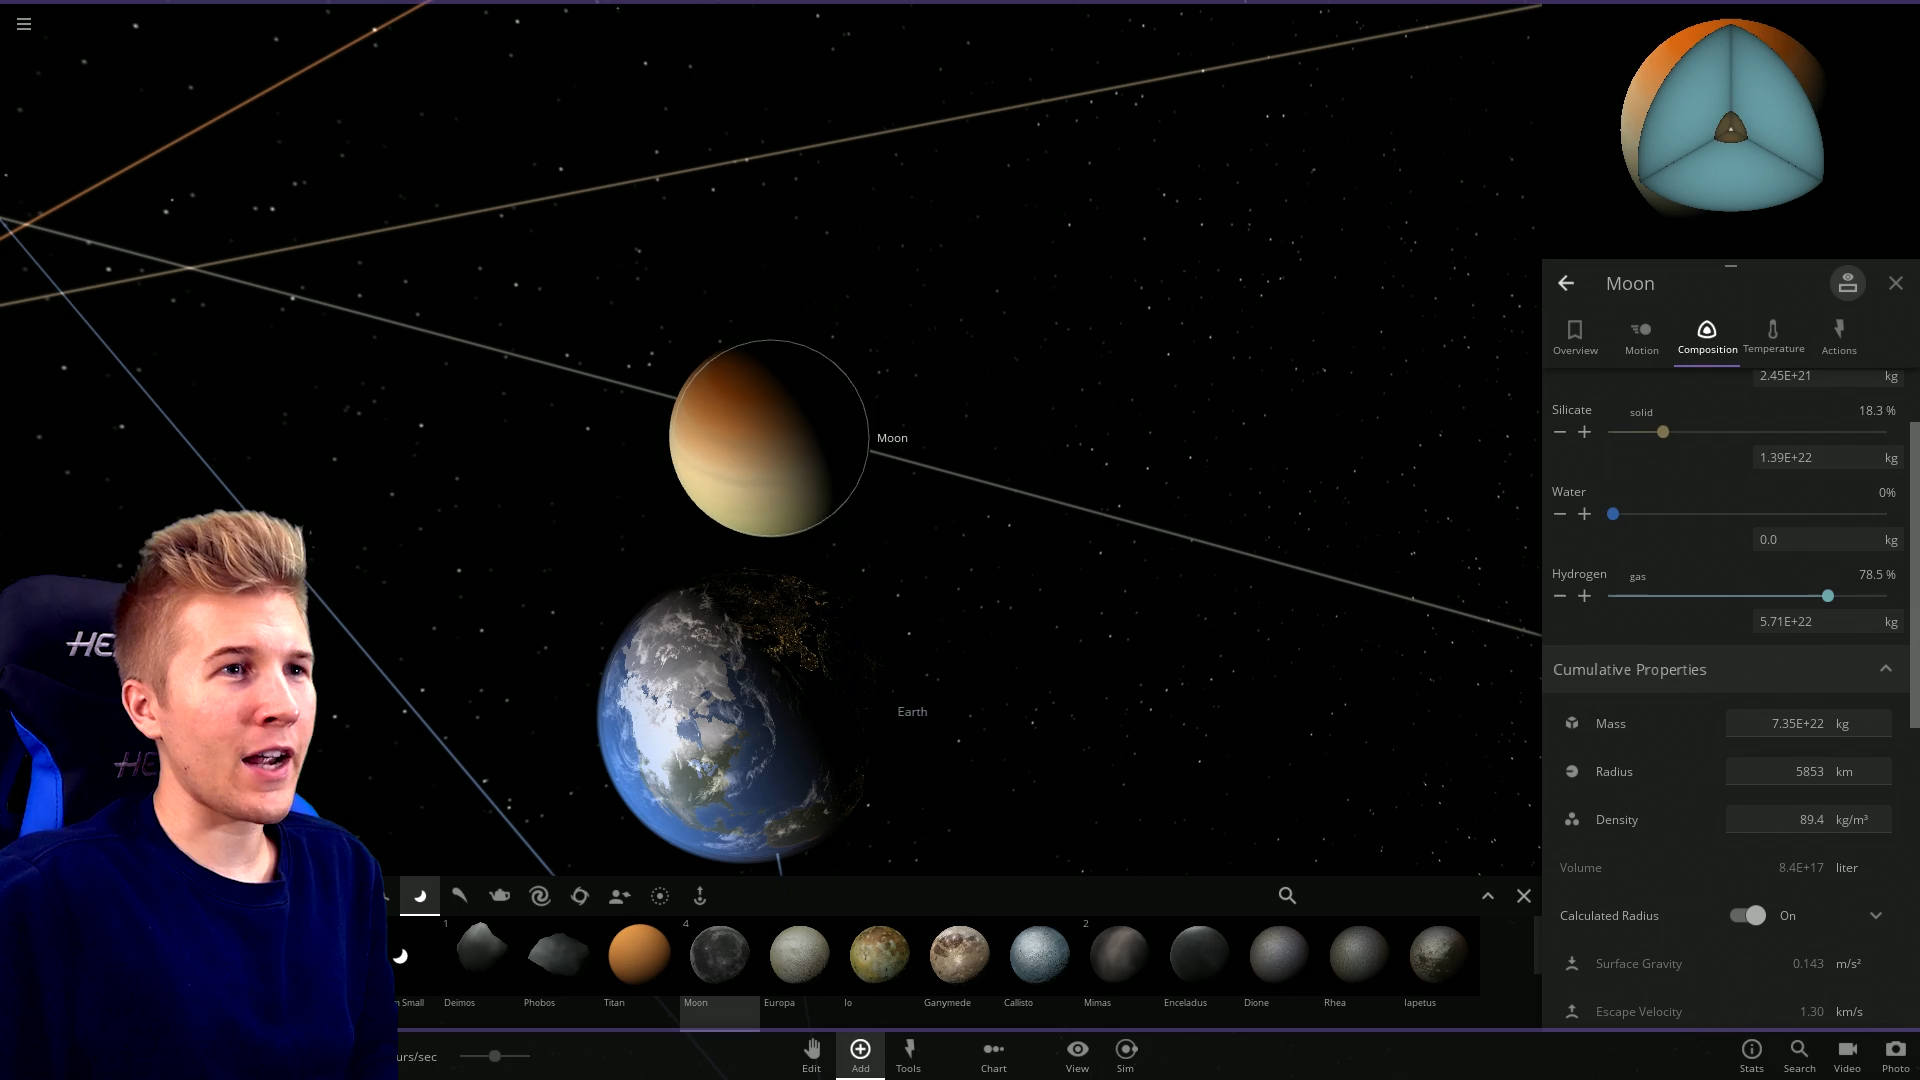 Moon
Overview
Motion
Composition
Temperature
Actions
2.45E+21 kg
Silicate solid 18.3 %
1.39E+22 kg
Water 0%
0.0 kg
Hydrogen gas 78.5 %
5.71E+22 kg
Cumulative Properties
Mass 7.35E+22 kg
Radius 5853 km
Density 89.4 kg/m³
Volume 8.4E+17 liter
Calculated Radius On
Surface Gravity 0.143 m/s²
Escape Velocity 1.30 km/s
Moon
Earth
HE
HE
1 4 2
Small Deimos Phobos Titan Moon Europa Io Ganymede Callisto Mimas Enceladus Dione Rhea Iapetus
urs/sec
Edit Add Tools Chart View Sim Stats Search Video Photo